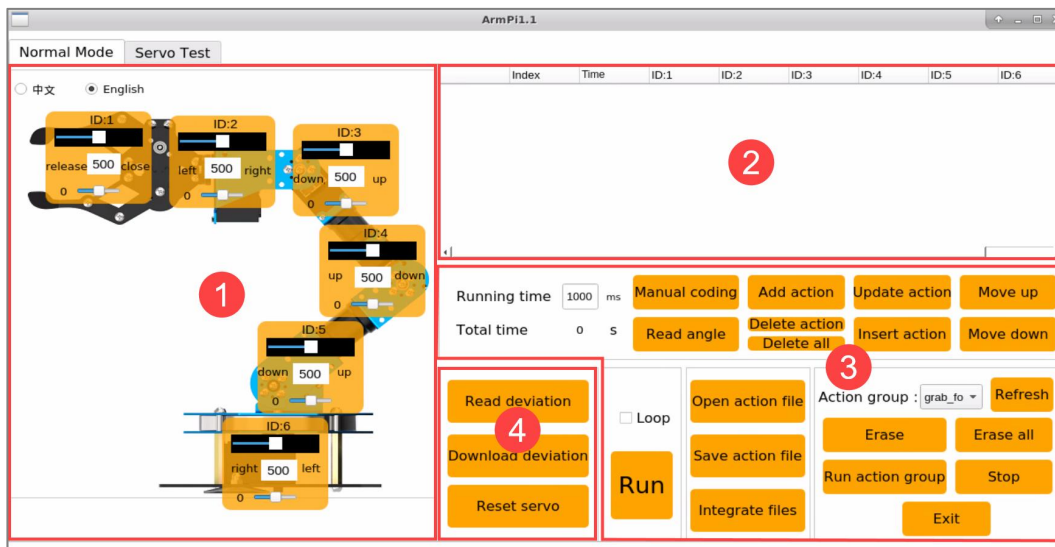 ArmPi1.1
Normal Mode Servo Test
中文 English
Index Time ID:1 ID:2 ID:3 ID:4 ID:5 ID:6
ID:1
release 500 close
0
ID:2
left 500 right
0
ID:3
down 500 up
0
ID:4
up 500 down
0
ID:5
down 500 up
0
ID:6
right 500 left
0
1
2
Running time 1000 ms
Total time 0 S
Manual coding Add action Update action Move up
Read angle Delete action Insert action Move down
Delete all
3
Read deviation
4
Download deviation
Reset servo
Loop
Run
Open action file
Save action file
Integrate files
Action group : grab_fo Refresh
Erase Erase all
Run action group Stop
Exit